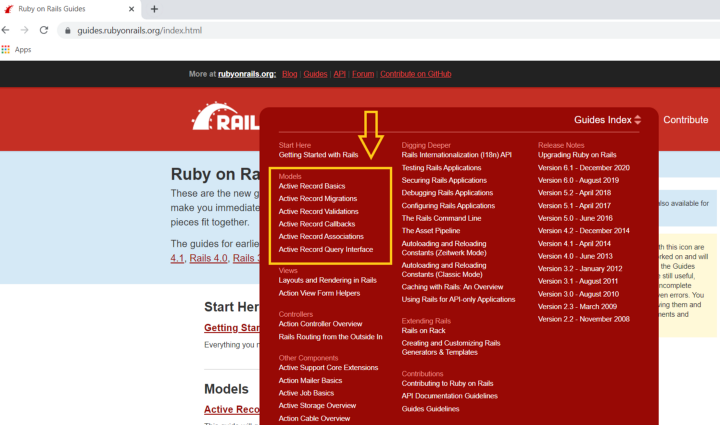 Ruby on Rails Guides
guides.rubyonrails.org/index.html
Apps
More at rubyonrails.org: Blog | Guides | API | Forum | Contribute on GitHub
RAIL
Guides Index
Contribute
Start Here
Getting Started with Rails
Models
Active Record Basics
Active Record Migrations
Active Record Validations
Active Record Callbacks
Active Record Associations
Active Record Query Interface
Views
Layouts and Rendering in Rails
Action View Form Helpers
Controllers
Action Controller Overview
Rails Routing from the Outside In
Other Components
Active Support Core Extensions
Action Mailer Basics
Active Job Basics
Active Storage Overview
Action Cable Overview
Digging Deeper
Rails Internationalization (I18n) API
Testing Rails Applications
Securing Rails Applications
Debugging Rails Applications
Configuring Rails Applications
The Rails Command Line
The Asset Pipeline
Autoloading and Reloading
Constants (Zeitwerk Mode)
Autoloading and Reloading
Constants (Classic Mode)
Caching with Rails: An Overview
Using Rails for API-only Applications
Extending Rails
Rails on Rack
Creating and Customizing Rails
Generators & Templates
Contributions
Contributing to Ruby on Rails
API Documentation Guidelines
Guides Guidelines
Release Notes
Upgrading Ruby on Rails
Version 6.1 - December 2020
Version 6.0 - August 2019
Version 5.2 - April 2018
Version 5.1 - April 2017
Version 5.0 - June 2016
Version 4.2 - December 2014
Version 4.1 - April 2014
Version 4.0 - June 2013
Version 3.2 - January 2012
Version 3.1 - August 2011
Version 3.0 - August 2010
Version 2.3 - March 2009
Version 2.2 - November 2008
Ruby on Ra
These are the new g
make you immediate
pieces fit together.
The guides for earlie
4.1, Rails 4.0, Rails
Start Her
Getting Star
Everything you
Models
Active Reco
also available for
th this icon are
rked on and will
the Guides
still useful,
incomplete
en errors. You
ving them and
ments and